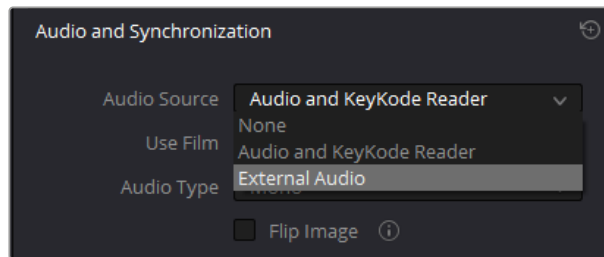 Audio and Synchronization
Audio Source Audio and KeyKode Reader
None
Use Film
Audio and KeyKode Reader
External Audio
Audio Type
Flip Image